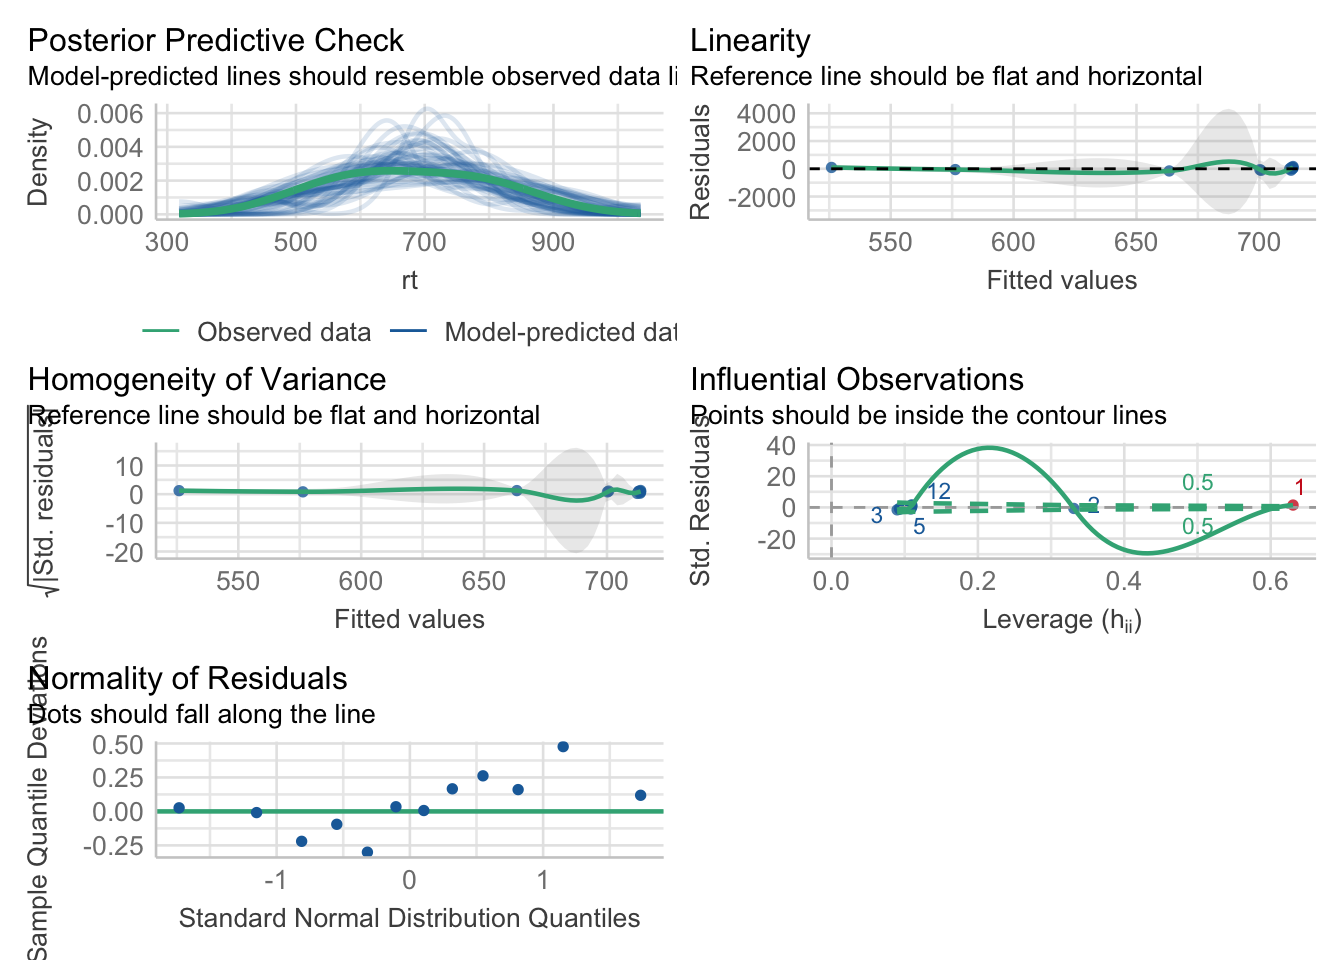 Posterior Predictive Check
Model-predicted lines should resemble observed data li
Density
0.006
0.004
0.002
0.000
300 500 700 900
rt
Observed data Model-predicted dat
Linearity
Reference line should be flat and horizontal
Residuals
4000
2000
0
-2000
550 600 650 700
Fitted values
Homogeneity of Variance
Reference line should be flat and horizontal
√|Std. residuals|
10
0
-10
-20
550 600 650 700
Fitted values
Influential Observations
Points should be inside the contour lines
Std. Residuals
40
20
0
-20
0.5
1
12
2
3
5
0.5
0.0 0.2 0.4 0.6
Leverage (hii)
Normality of Residuals
Dots should fall along the line
Sample Quantile Deviations
0.50
0.25
0.00
-0.25
-1 0 1
Standard Normal Distribution Quantiles